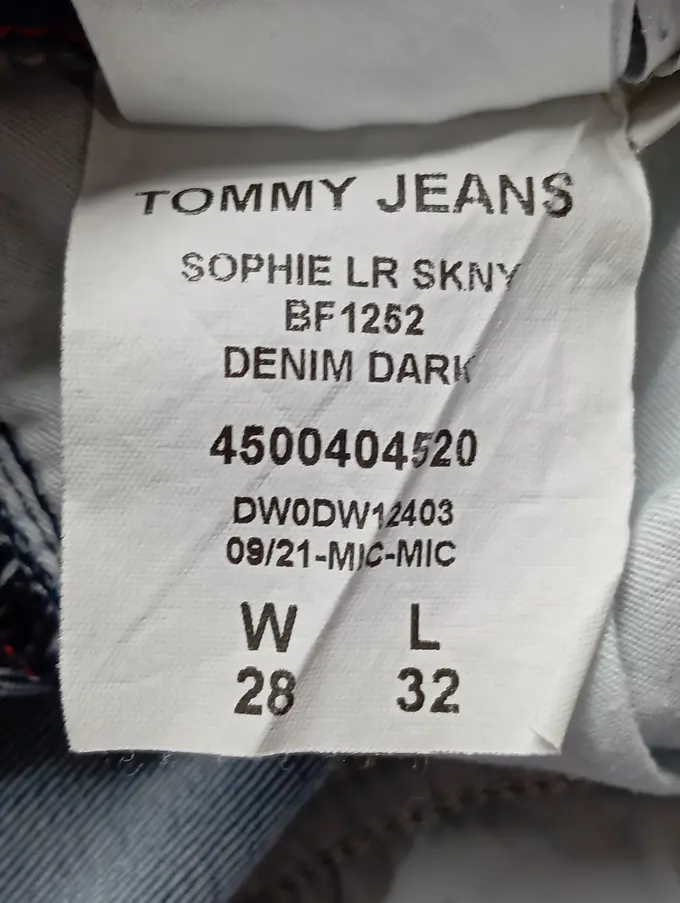 TOMMY JEANS
SOPHIE LR SKNY
BF1252
DENIM DARK
4500404520
DW0DW12403
09/21-MIC-MIC
W L
28 32